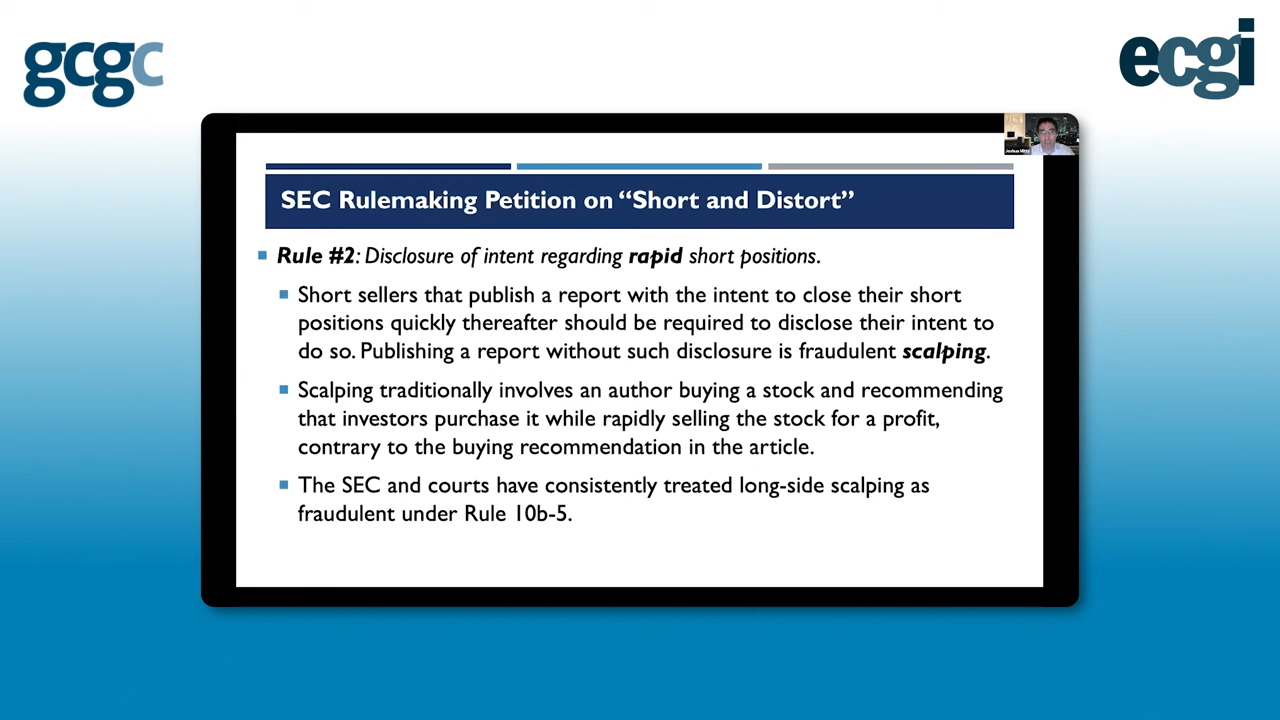 gcgc
ecgi
Joshua Mitts
SEC Rulemaking Petition on “Short and Distort”
Rule #2: Disclosure of intent regarding rapid short positions.
Short sellers that publish a report with the intent to close their short
positions quickly thereafter should be required to disclose their intent to
do so. Publishing a report without such disclosure is fraudulent scalping.
Scalping traditionally involves an author buying a stock and recommending
that investors purchase it while rapidly selling the stock for a profit,
contrary to the buying recommendation in the article.
The SEC and courts have consistently treated long-side scalping as
fraudulent under Rule 10b-5.